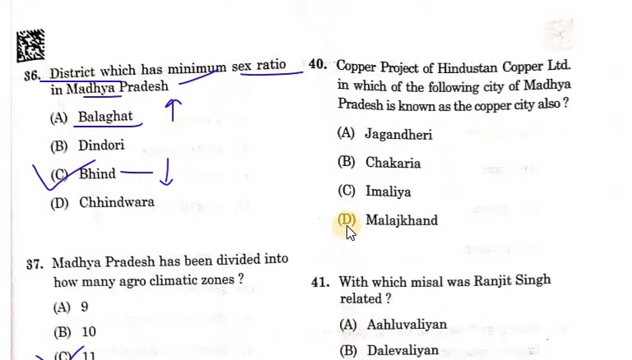 36. District which has minimum sex ratio
in Madhya Pradesh
(A) Balaghat
(B) Dindori
(C) Bhind
(D) Chhindwara
37. Madhya Pradesh has been divided into
how many agro climatic zones ?
(A) 9
(B) 10
(C) 11
40. Copper Project of Hindustan Copper Ltd.
in which of the following city of Madhya
Pradesh is known as the copper city also ?
(A) Jagandheri
(B) Chakaria
(C) Imaliya
(D) Malajkhand
41. With which misal was Ranjit Singh
related ?
(A) Aahluvaliyan
(B) Dalevaliyan